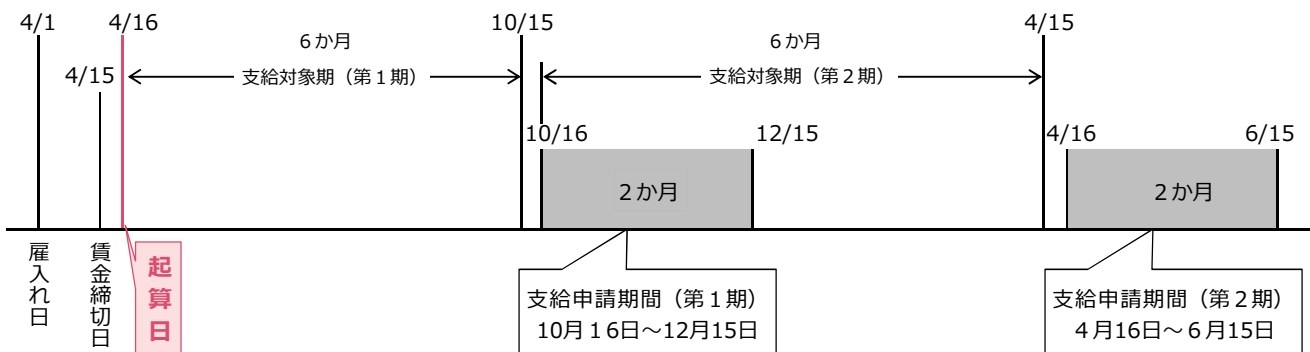 4/1
4/16
10/15
4/15
6か月
6か月
4/15
支給対象期（第１期）
支給対象期（第２期）
10/16
12/15
4/16
6/15
２か月
２か月
雇入れ日
賃金締切日
起算日
支給申請期間（第１期）
10月１6日～12月15日
支給申請期間（第２期）
４月16日～６月15日